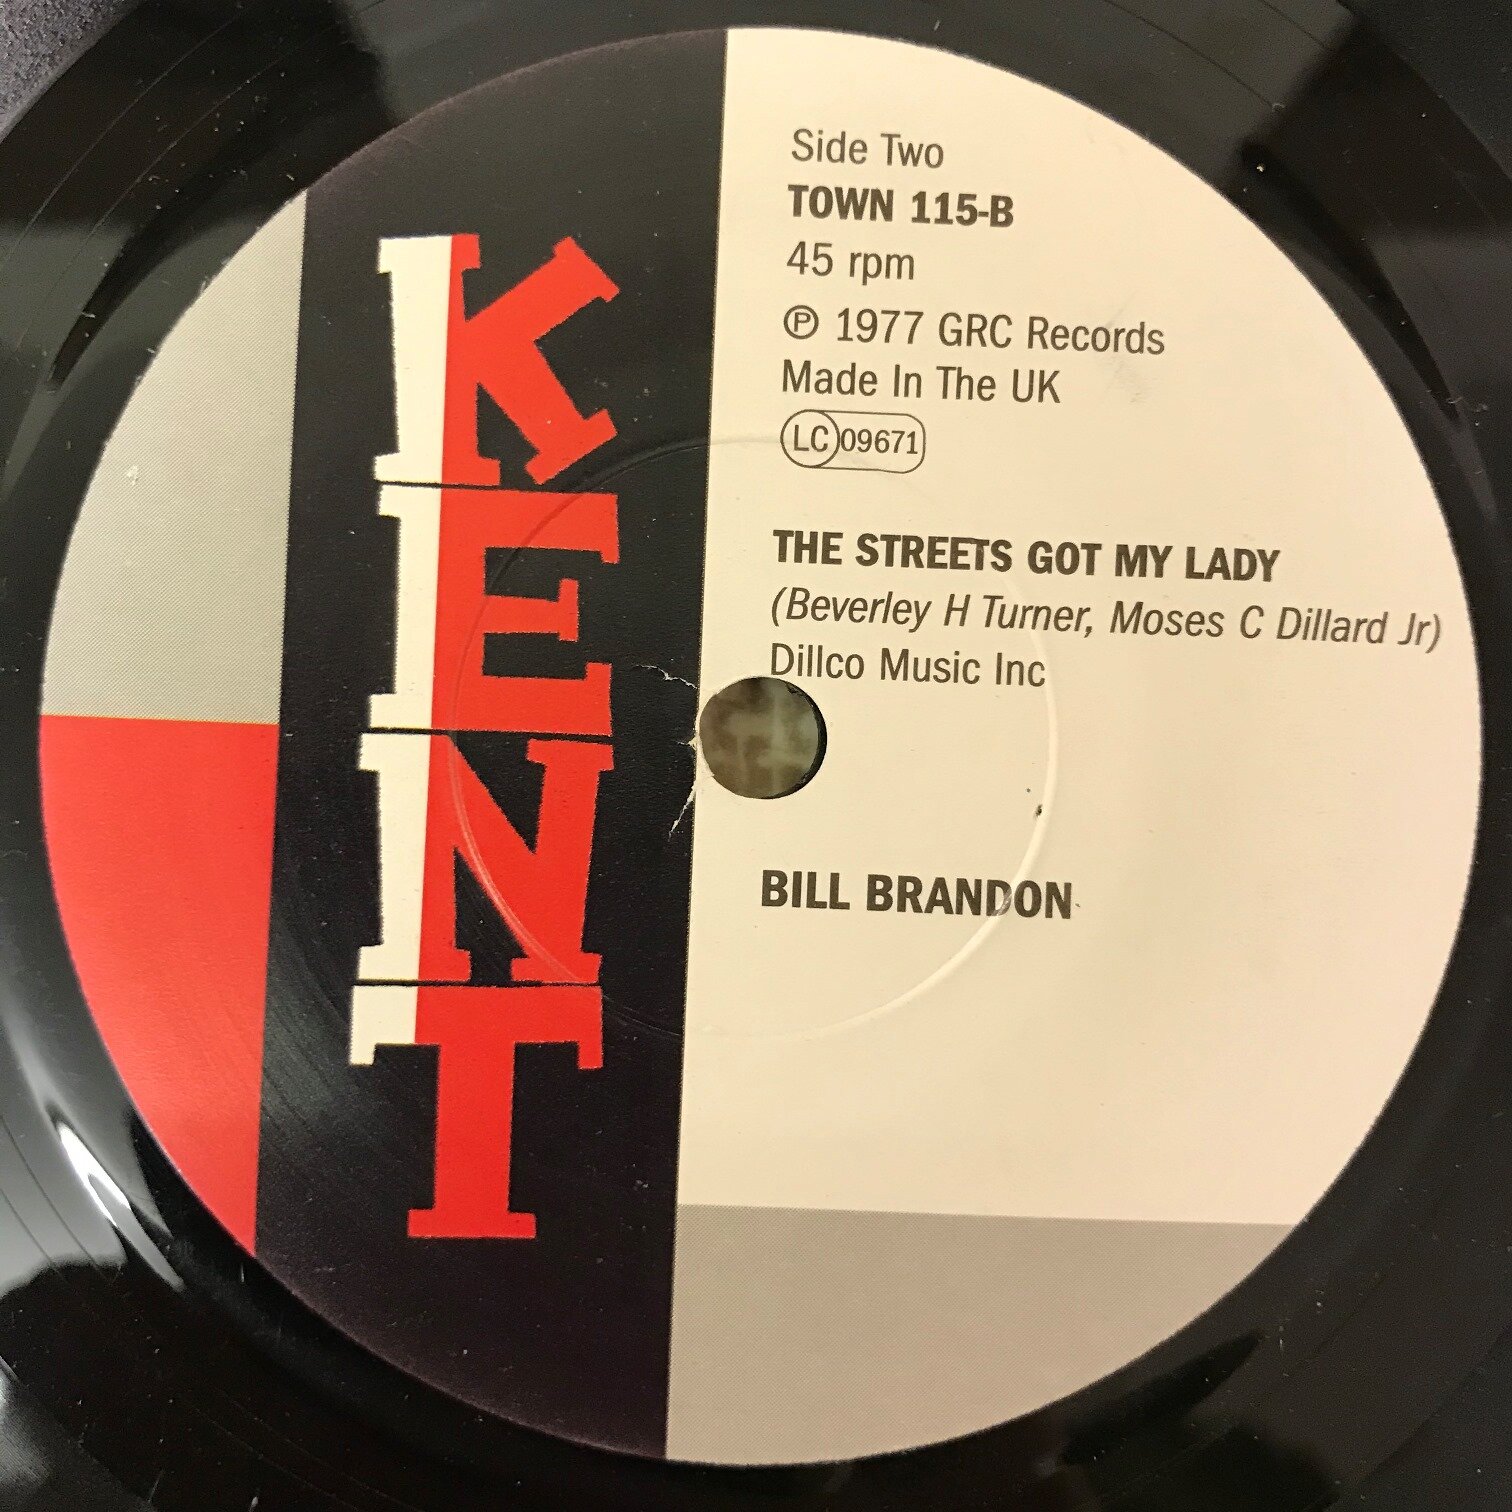 KENT
Side Two
TOWN 115-B
45 rpm
℗ 1977 GRC Records
Made In The UK
LC 09671
THE STREETS GOT MY LADY
(Beverley H Turner, Moses C Dillard Jr)
Dillco Music Inc
BILL BRANDON